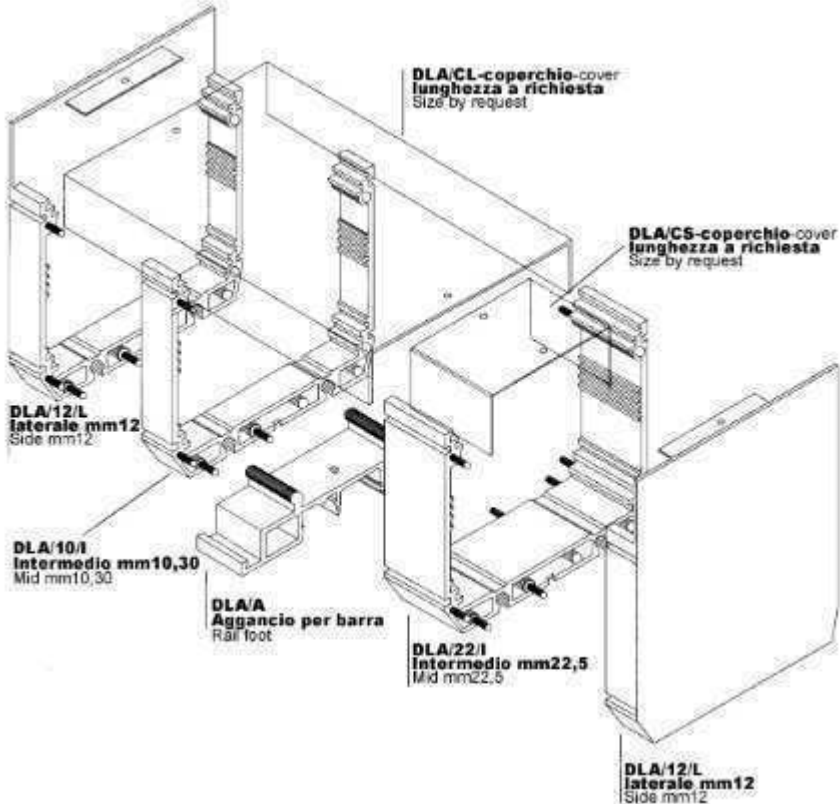 DLA/CL-coperchio-cover
lunghezza a richiesta
Size by request
DLA/CS-coperchio-cover
lunghezza a richiesta
Size by request
DLA/12/L
laterale mm12
Side mm12
DLA/10/I
Intermedio mm10,30
Mid mm10,30
DLA/A
Aggancio per barra
Rail foot
DLA/22/I
Intermedio mm22,5
Mid mm22,5
DLA/12/L
laterale mm12
Side mm12